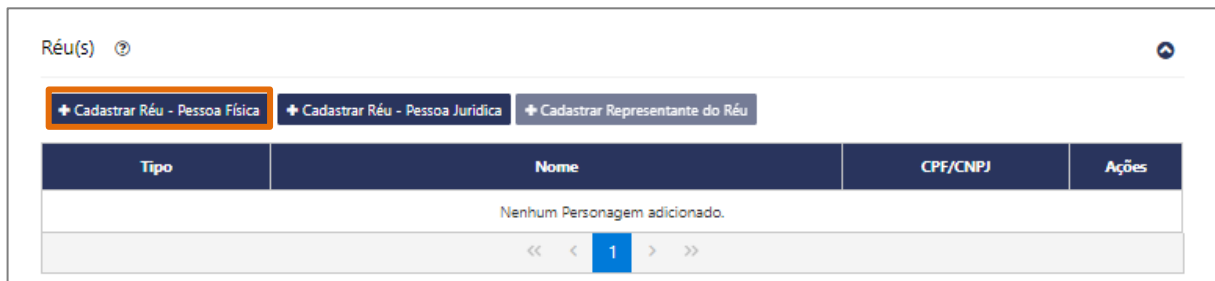 Réu(s) ?
+ Cadastrar Réu - Pessoa Física + Cadastrar Réu - Pessoa Juridica + Cadastrar Representante do Réu
Tipo Nome CPF/CNPJ Ações
Nenhum Personagem adicionado.
<< < 1 > >>